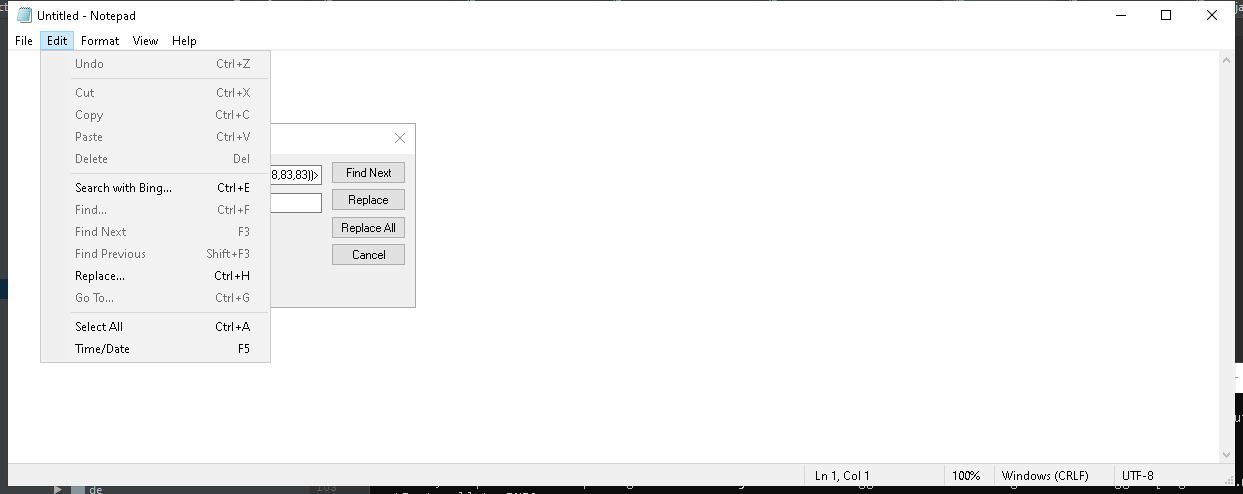 Untitled - Notepad
File Edit Format View Help
Undo Ctrl+Z
Cut Ctrl+X
Copy Ctrl+C
Paste Ctrl+V
Delete Del
Search with Bing... Ctrl+E
Find... Ctrl+F
Find Next F3
Find Previous Shift+F3
Replace... Ctrl+H
Go To... Ctrl+G
Select All Ctrl+A
Time/Date F5
8,83,83))>
Find Next
Replace
Replace All
Cancel
Ln 1, Col 1 100% Windows (CRLF) UTF-8
de
103